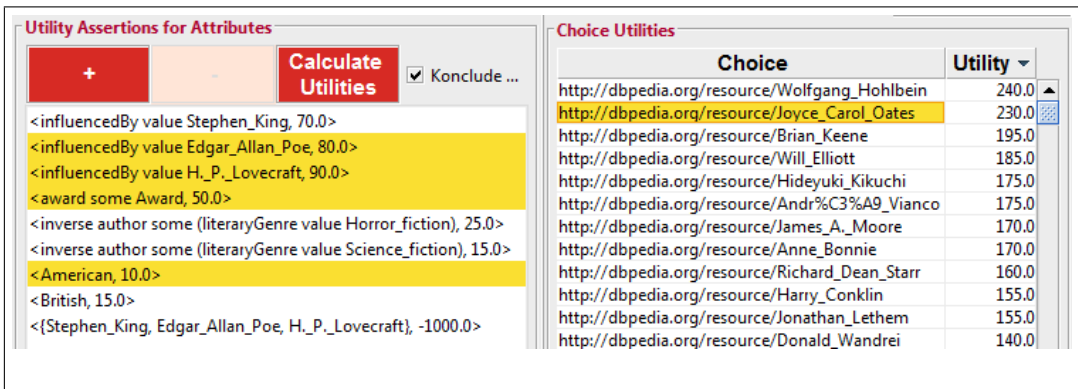 Utility Assertions for Attributes
+
-
Calculate
Utilities
Konclude ...
<influencedBy value Stephen_King, 70.0>
<influencedBy value Edgar_Allan_Poe, 80.0>
<influencedBy value H._P._Lovecraft, 90.0>
<award some Award, 50.0>
<inverse author some (literaryGenre value Horror_fiction), 25.0>
<inverse author some (literaryGenre value Science_fiction), 15.0>
<American, 10.0>
<British, 15.0>
<{Stephen_King, Edgar_Allan_Poe, H._P._Lovecraft}, -1000.0>
Choice Utilities
Choice Utility
http://dbpedia.org/resource/Wolfgang_Hohlbein 240.0
http://dbpedia.org/resource/Joyce_Carol_Oates 230.0
http://dbpedia.org/resource/Brian_Keene 195.0
http://dbpedia.org/resource/Will_Elliott 185.0
http://dbpedia.org/resource/Hideyuki_Kikuchi 175.0
http://dbpedia.org/resource/Andr%C3%A9_Vianco 175.0
http://dbpedia.org/resource/James_A._Moore 170.0
http://dbpedia.org/resource/Anne_Bonnie 170.0
http://dbpedia.org/resource/Richard_Dean_Starr 160.0
http://dbpedia.org/resource/Harry_Conklin 155.0
http://dbpedia.org/resource/Jonathan_Lethem 155.0
http://dbpedia.org/resource/Donald_Wandrei 140.0